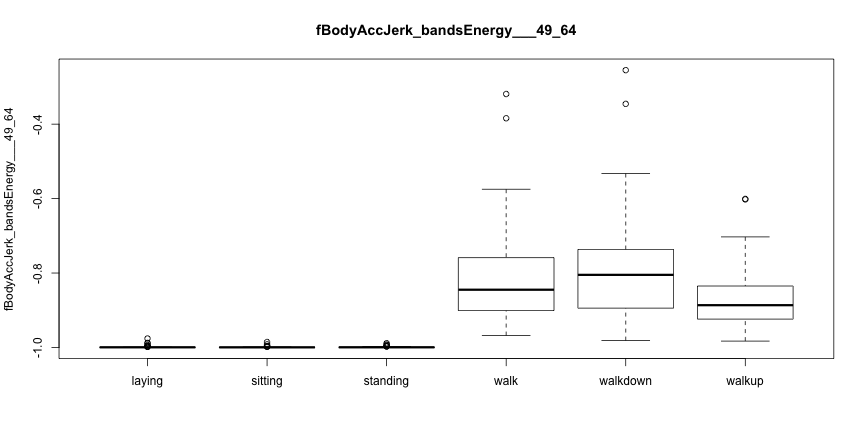 fBodyAccJerk_bandsEnergy___49_64
fBodyAccJerk_bandsEnergy___49_64
-0.4
-0.6
-0.8
-1.0
laying sitting standing walk walkdown walkup